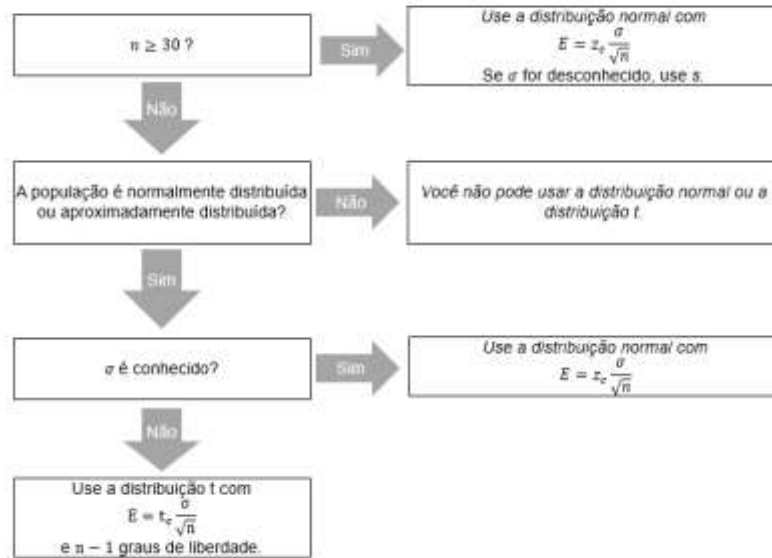 n ≥ 30 ?
Sim
Use a distribuição normal com
E = z_c σ/√n
Se σ for desconhecido, use s.
Não
A população é normalmente distribuída
ou aproximadamente distribuída?
Não
Você não pode usar a distribuição normal ou a
distribuição t.
Sim
σ é conhecido?
Sim
Use a distribuição normal com
E = z_c σ/√n
Não
Use a distribuição t com
E = t_c σ/√n
e n − 1 graus de liberdade.